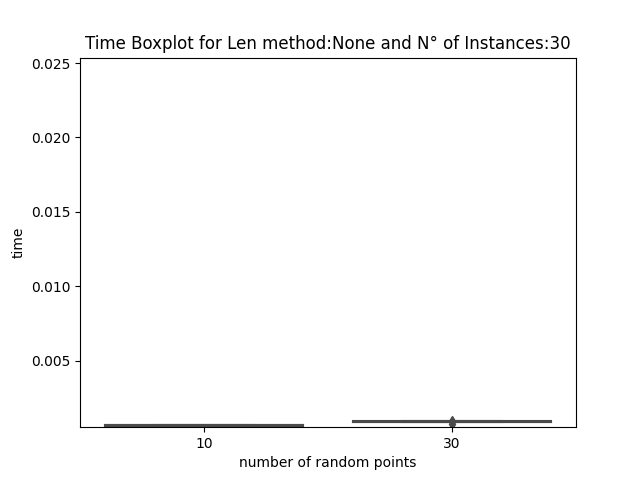 Time Boxplot for Len method:None and N° of Instances:30
0.025
0.020
0.015
0.010
0.005
time
10 30
number of random points